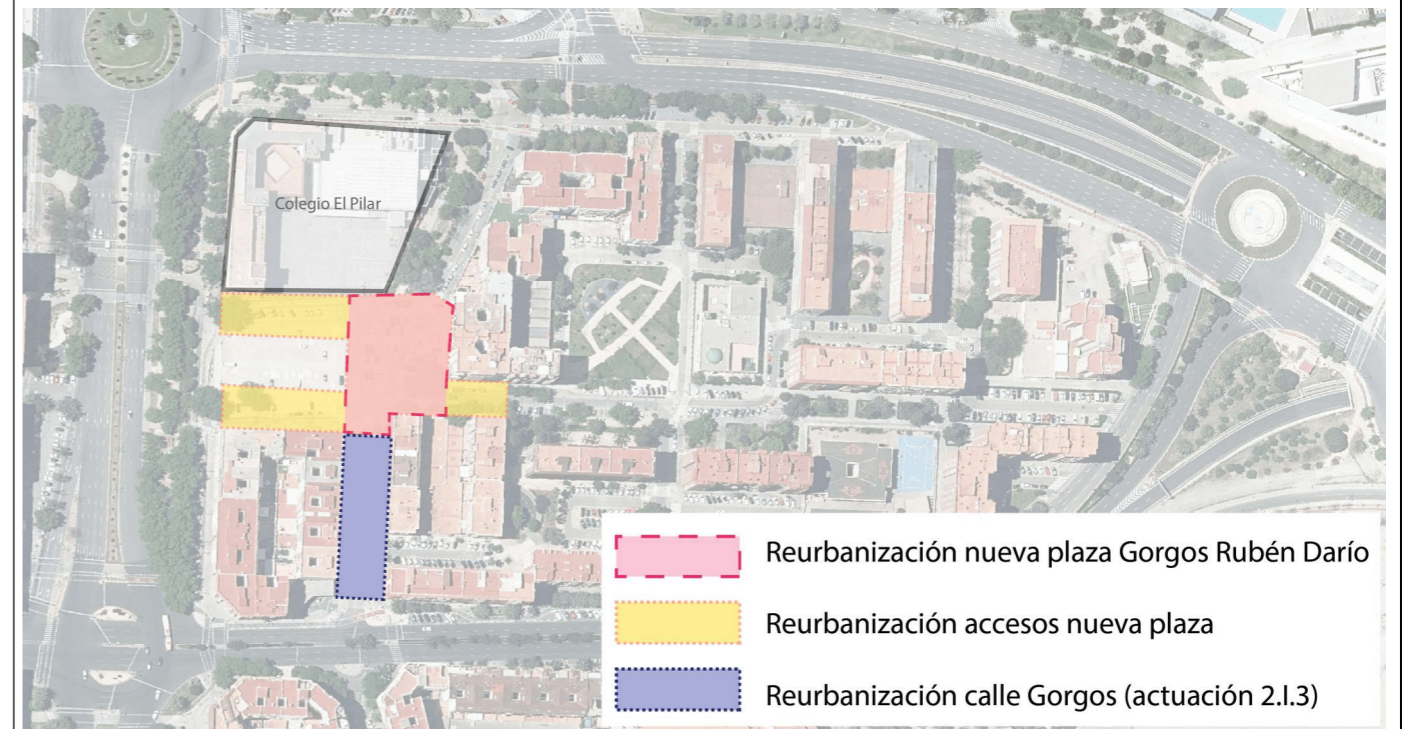 Colegio El Pilar
Reurbanización nueva plaza Gorgos Rubén Darío
Reurbanización accesos nueva plaza
Reurbanización calle Gorgos (actuación 2.I.3)